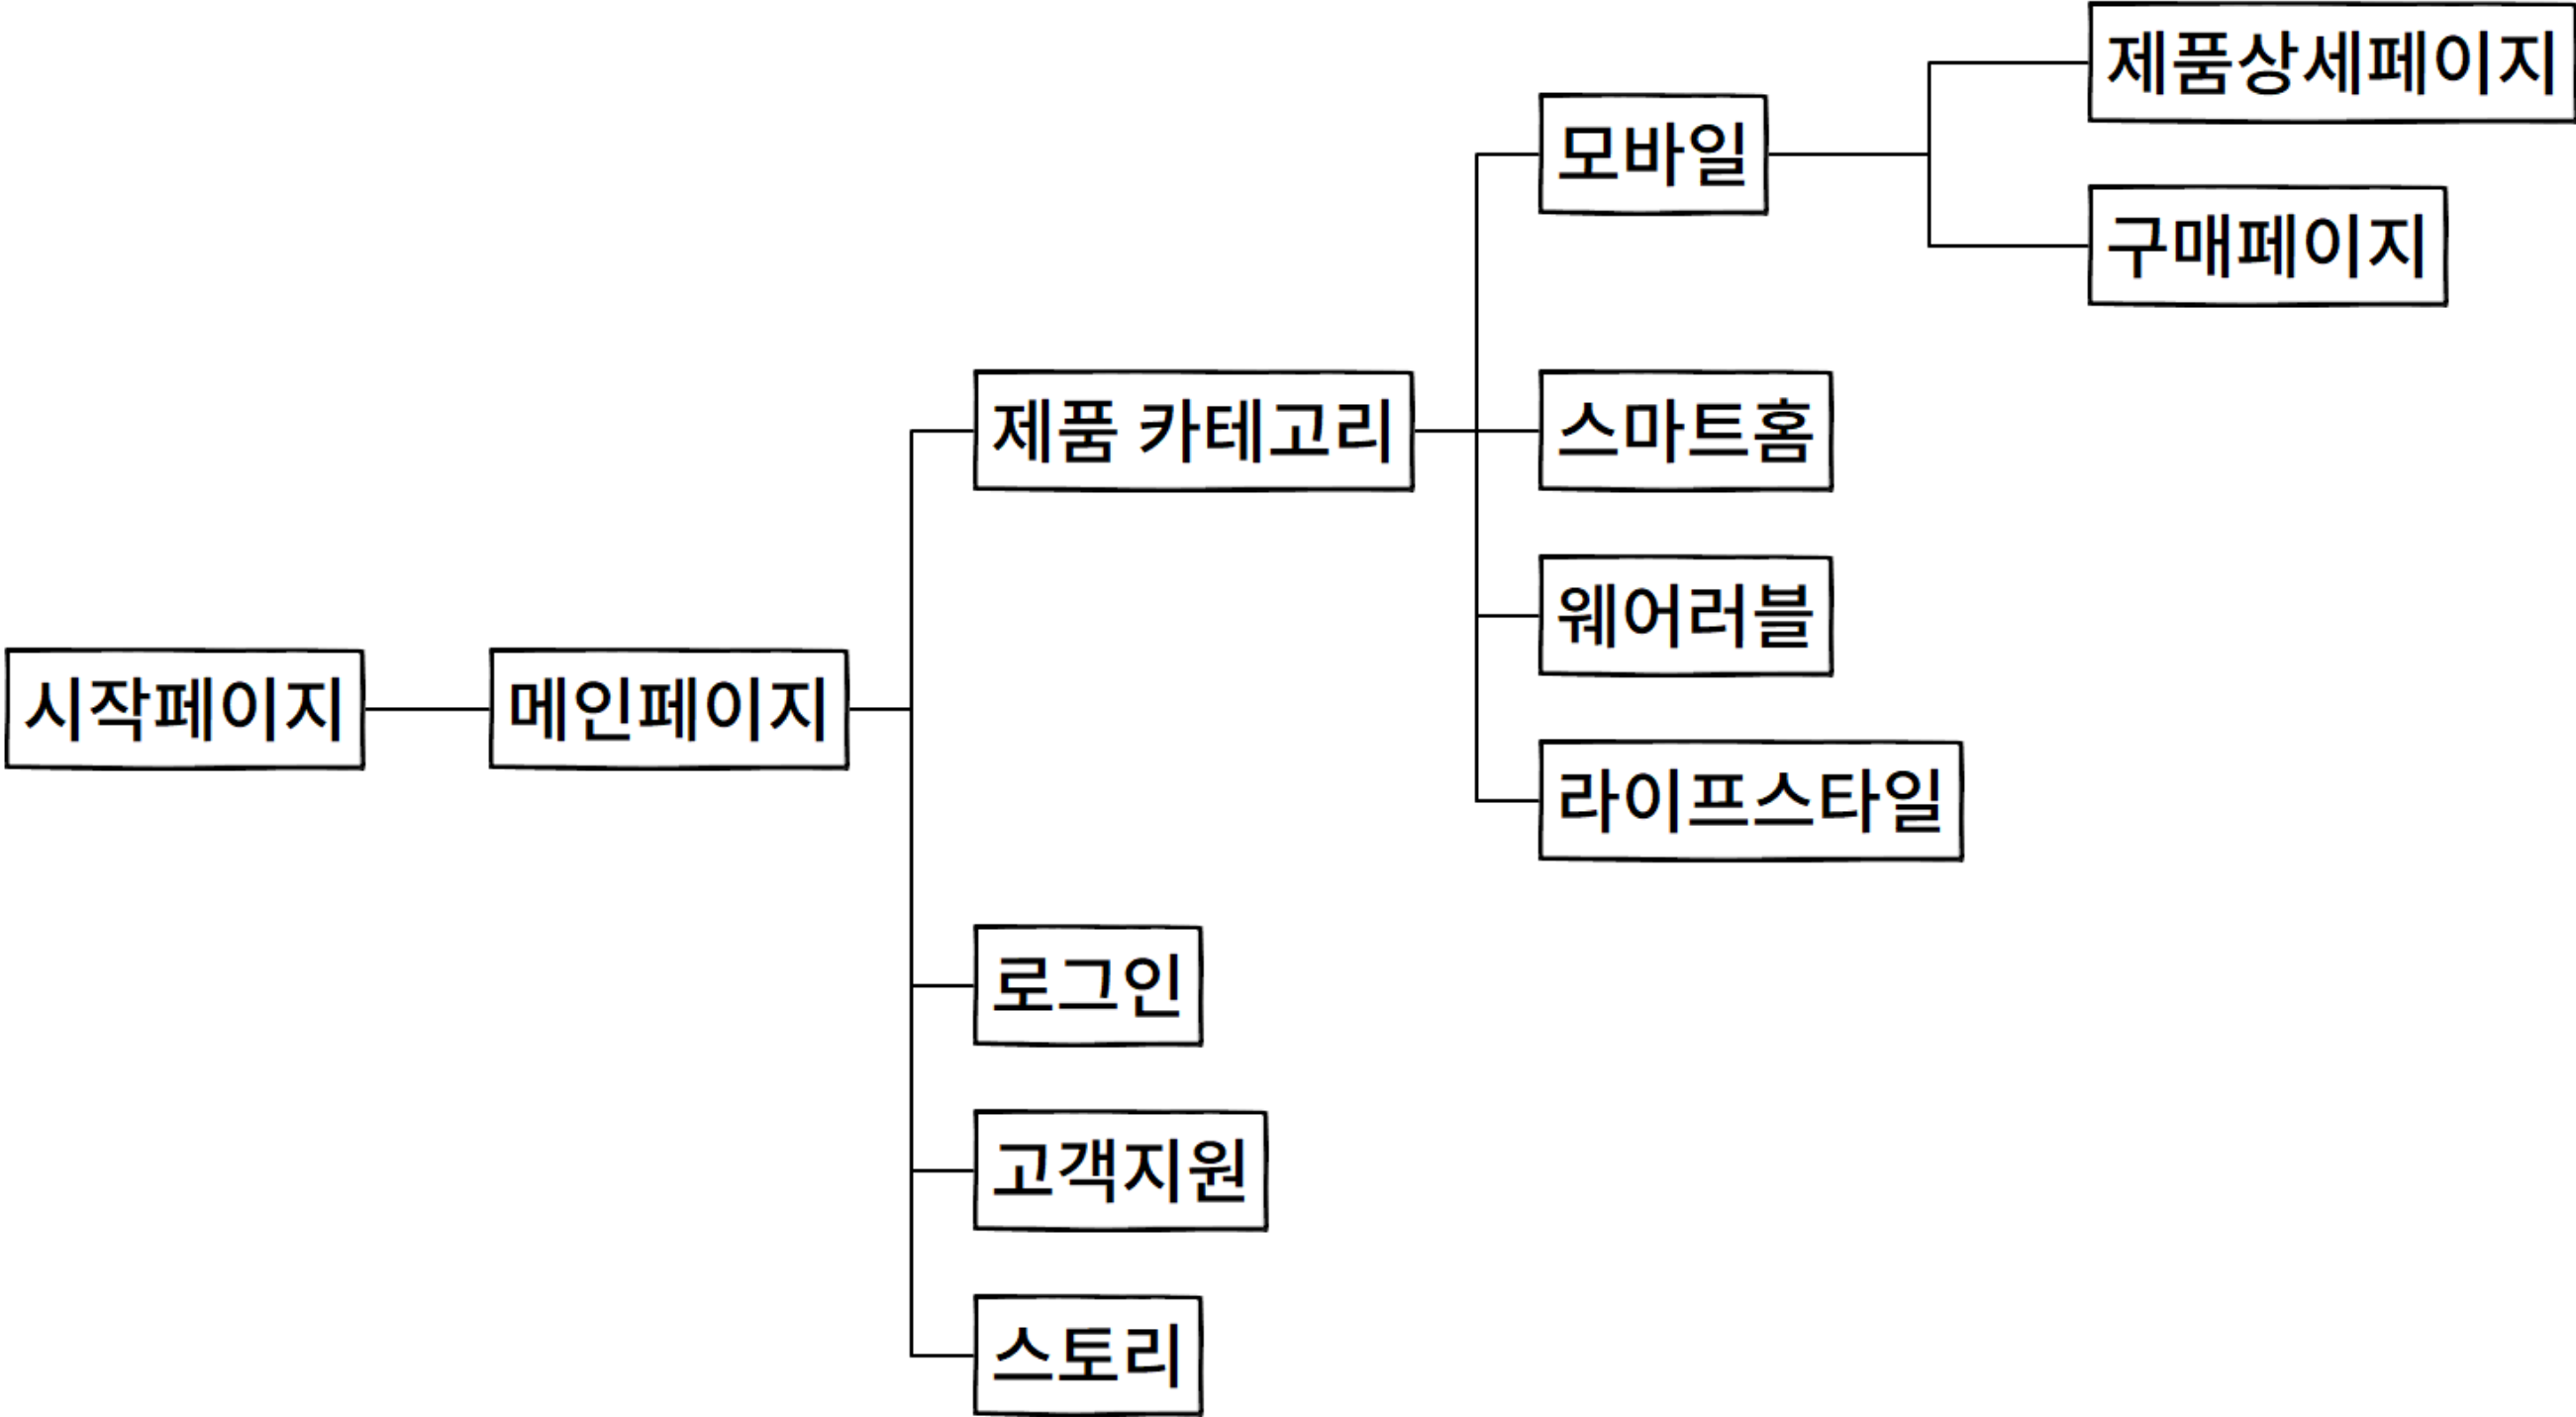 시작페이지
메인페이지
제품 카테고리
모바일
제품상세페이지
구매페이지
스마트홈
웨어러블
라이프스타일
로그인
고객지원
스토리